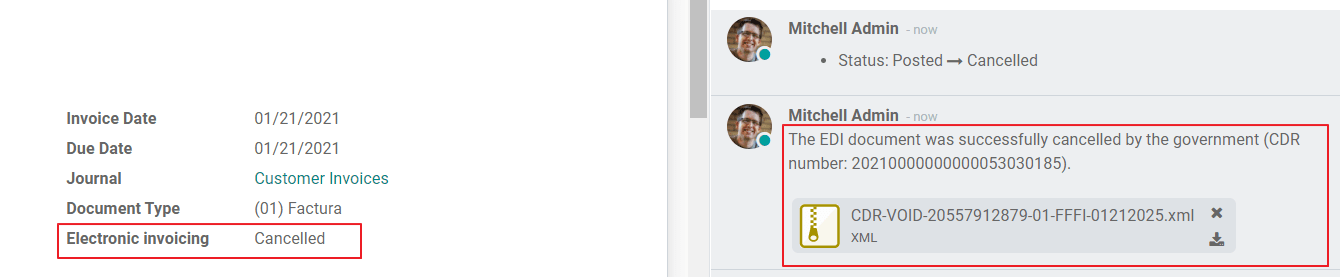 Invoice Date 01/21/2021
Due Date 01/21/2021
Journal Customer Invoices
Document Type (01) Factura
Electronic invoicing Cancelled
Mitchell Admin - now
• Status: Posted → Cancelled
Mitchell Admin - now
The EDI document was successfully cancelled by the government (CDR
number: 20210000000000053030185).
CDR-VOID-20557912879-01-FFFI-01212025.xml
XML